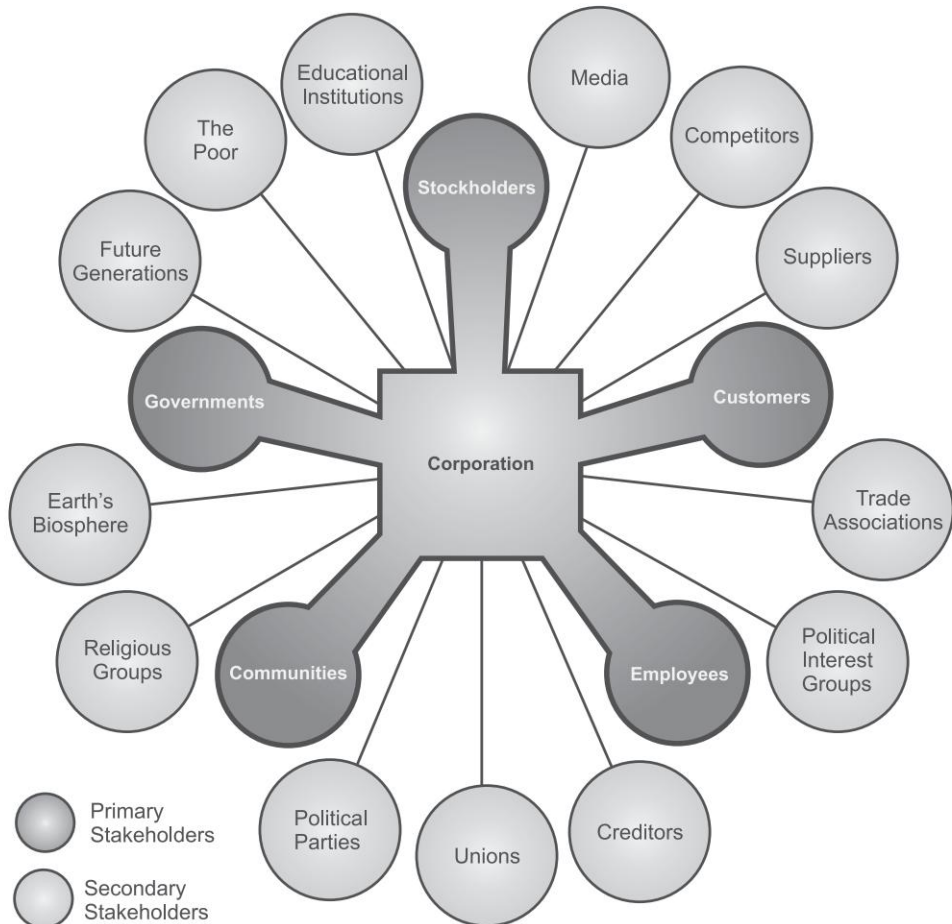 Educational
Institutions
Media
The
Poor
Competitors
Stockholders
Future
Generations
Suppliers
Governments
Customers
Corporation
Earth's
Biosphere
Trade
Associations
Religious
Groups
Communities
Employees
Political
Interest
Groups
Political
Parties
Unions
Creditors
Primary
Stakeholders
Secondary
Stakeholders